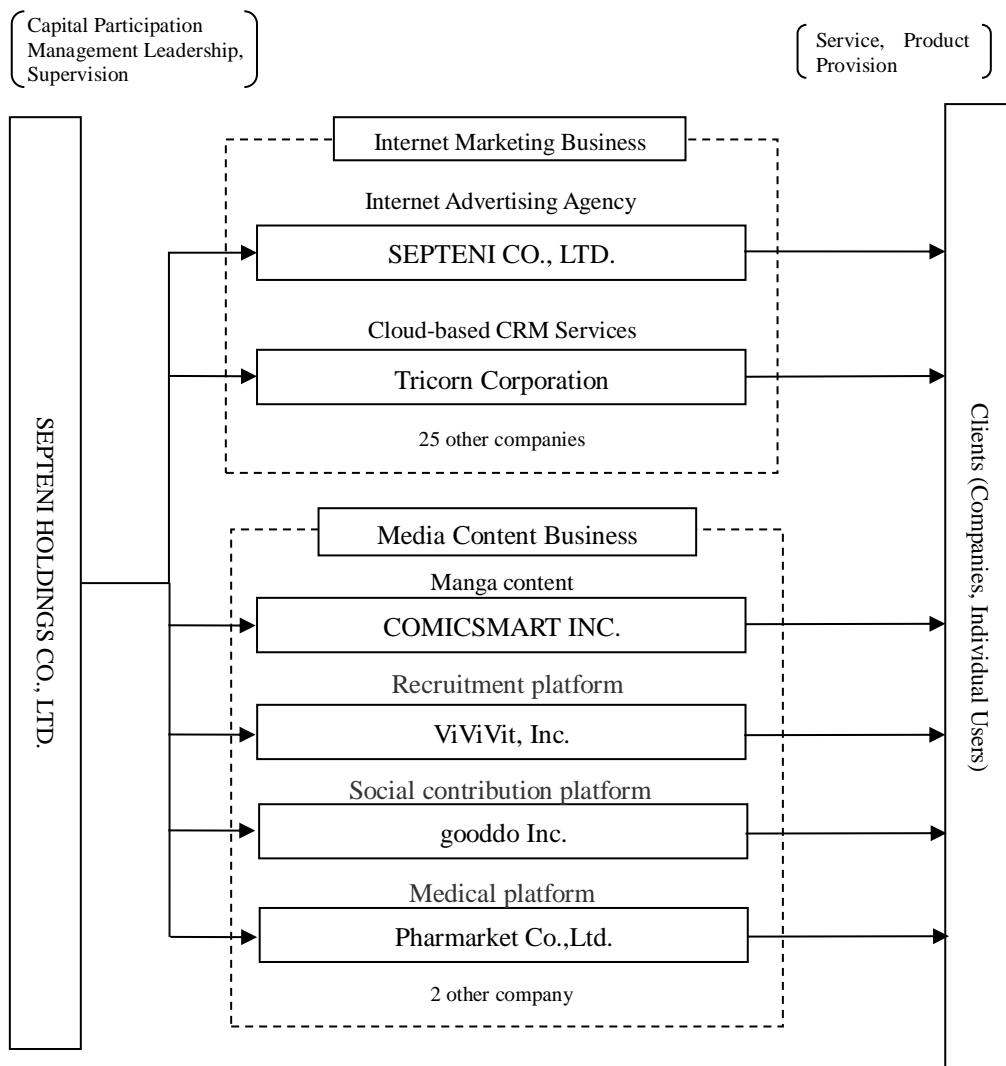 Capital Participation
Management Leadership,
Supervision
Service, Product
Provision
SEPTENI HOLDINGS CO., LTD.
Internet Marketing Business
Internet Advertising Agency
SEPTENI CO., LTD.
Cloud-based CRM Services
Tricorn Corporation
25 other companies
Media Content Business
Manga content
COMICSMART INC.
Recruitment platform
ViViVit, Inc.
Social contribution platform
gooddo Inc.
Medical platform
Pharmarket Co.,Ltd.
2 other company
Clients (Companies, Individual Users)